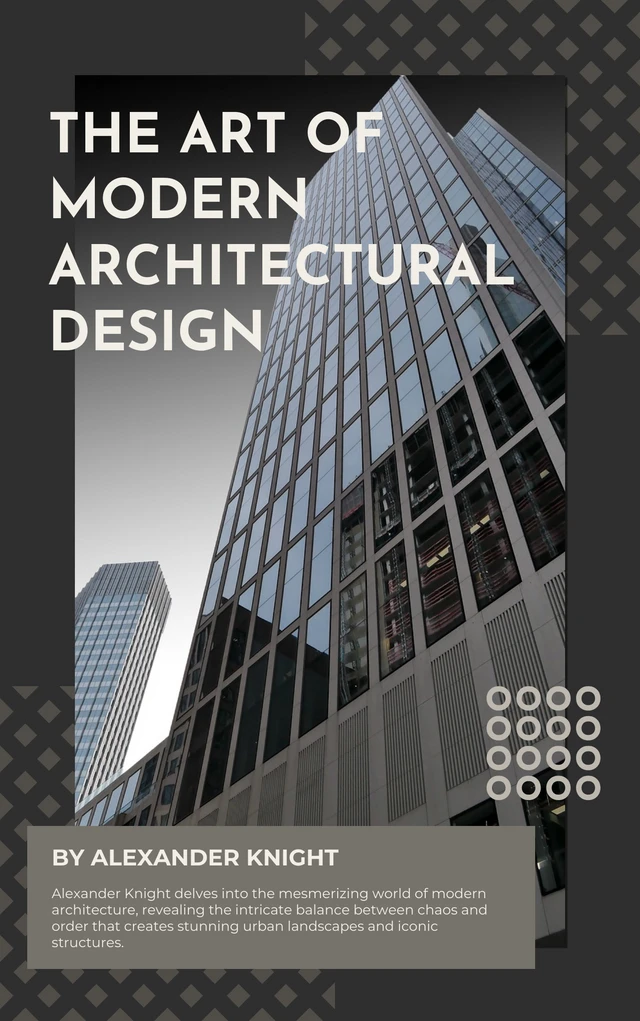 THE ART OF
MODERN
ARCHITECTURAL
DESIGN
BY ALEXANDER KNIGHT
Alexander Knight delves into the mesmerizing world of modern
architecture, revealing the intricate balance between chaos and
order that creates stunning urban landscapes and iconic
structures.